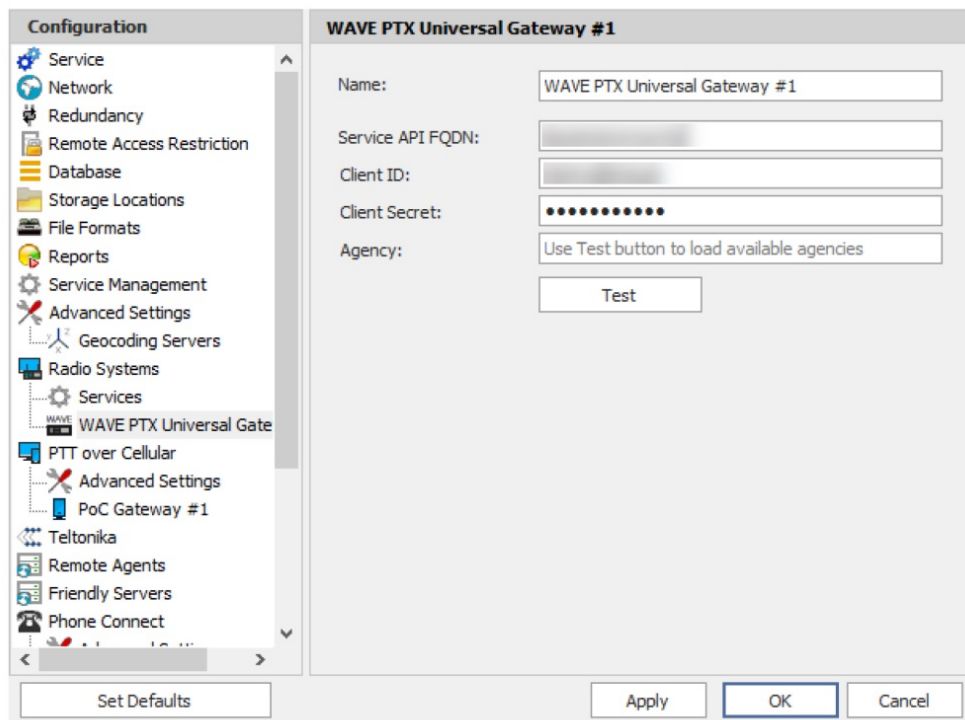 Configuration
Service
Network
Redundancy
Remote Access Restriction
Database
Storage Locations
File Formats
Reports
Service Management
Advanced Settings
Geocoding Servers
Radio Systems
Services
WAVE WAVE PTX Universal Gate
PTT over Cellular
Advanced Settings
PoC Gateway #1
Teltonika
Remote Agents
Friendly Servers
Phone Connect
Set Defaults
WAVE PTX Universal Gateway #1
Name: WAVE PTX Universal Gateway #1
Service API FQDN:
Client ID:
Client Secret: •••••••••••
Agency: Use Test button to load available agencies
Test
Apply OK Cancel